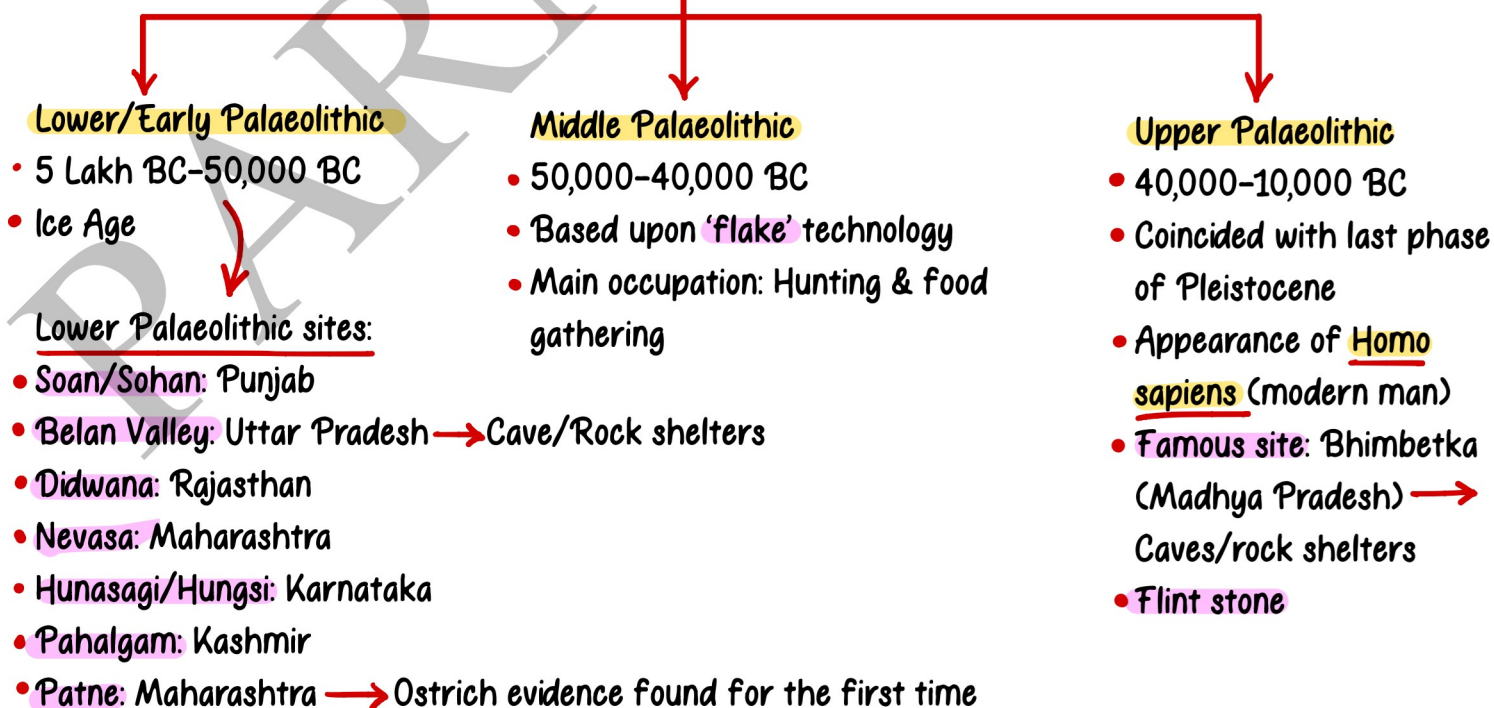 Lower/Early Palaeolithic
• 5 Lakh BC-50,000 BC
• Ice Age
Lower Palaeolithic sites:
• Soan/Sohan: Punjab
• Belan Valley: Uttar Pradesh → Cave/Rock shelters
• Didwana: Rajasthan
• Nevasa: Maharashtra
• Hunasagi/Hungsi: Karnataka
• Pahalgam: Kashmir
• Patne: Maharashtra → Ostrich evidence found for the first time
Middle Palaeolithic
• 50,000-40,000 BC
• Based upon ‘flake’ technology
• Main occupation: Hunting & food
gathering
Upper Palaeolithic
• 40,000-10,000 BC
• Coincided with last phase
of Pleistocene
• Appearance of Homo
sapiens (modern man)
• Famous site: Bhimbetka
(Madhya Pradesh) →
Caves/rock shelters
• Flint stone
PAR